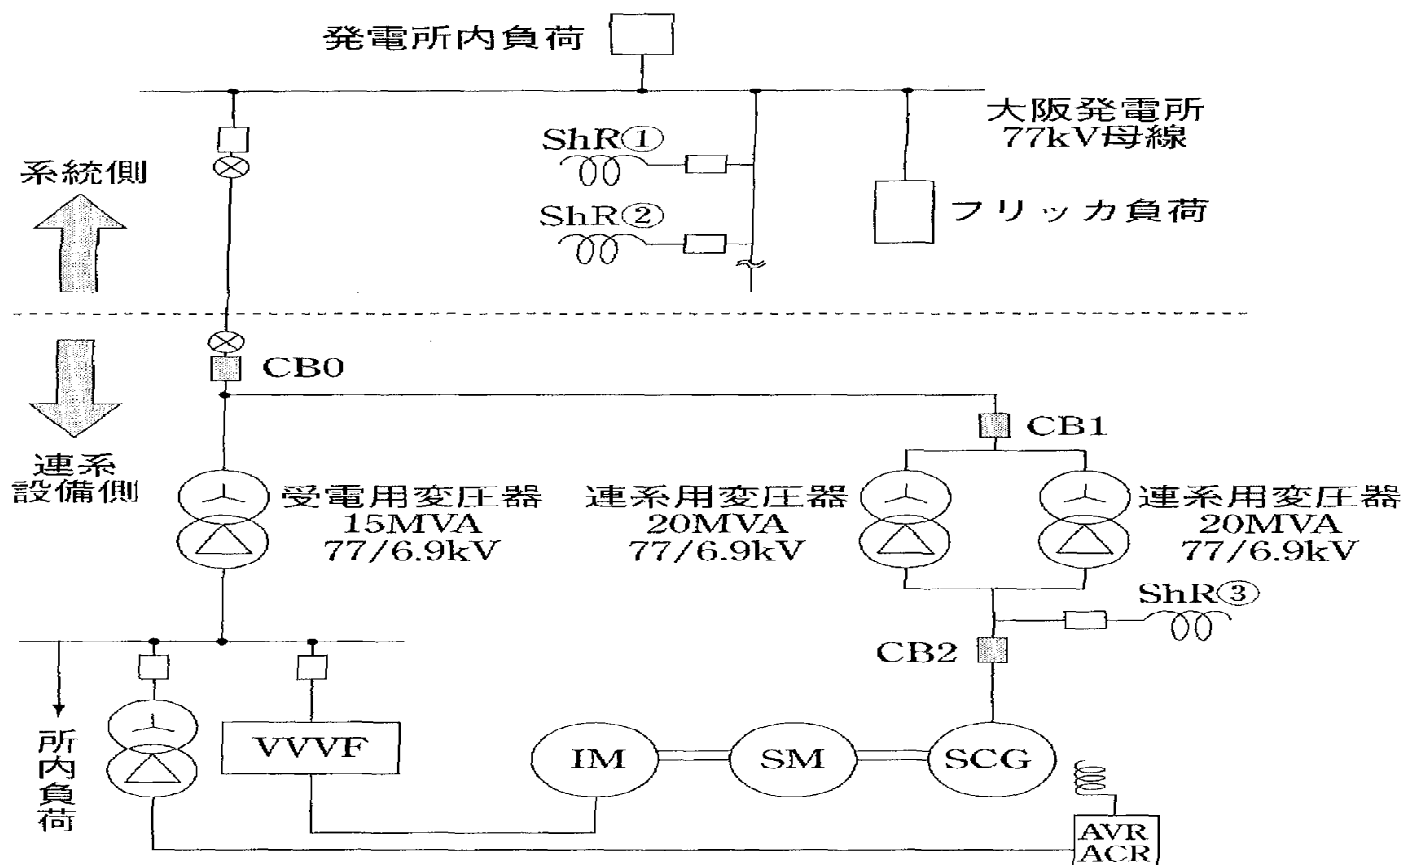 発電所内負荷
大阪発電所
77kV母線
ShR①
系統側
ShR②
フリッカ負荷
CB0
CB1
連系
設備側
受電用変圧器
15MVA
77/6.9kV
連系用変圧器
20MVA
77/6.9kV
連系用変圧器
20MVA
77/6.9kV
ShR③
CB2
所内負荷
VVVF
IM
SM
SCG
AVR
ACR